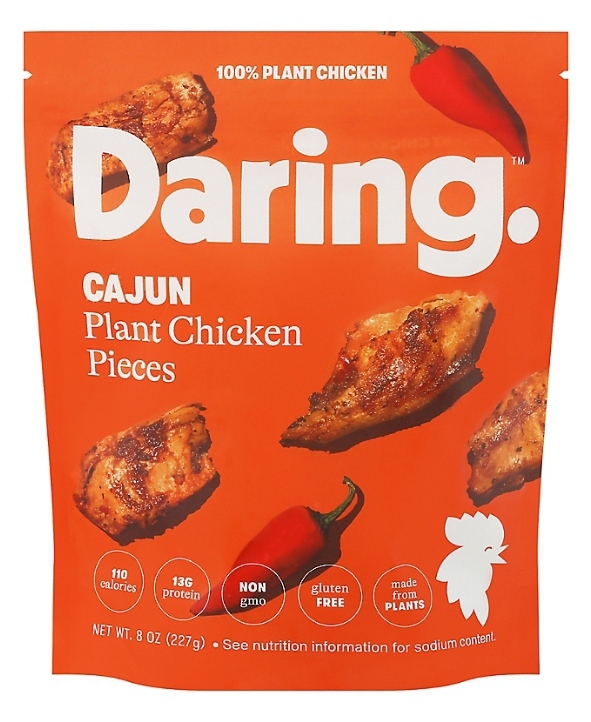 100% PLANT CHICKEN
Daring.™
CAJUN
Plant Chicken
Pieces
110
calories
13G
protein
NON
gmo
gluten
FREE
made
from
PLANTS
NET WT. 8 OZ (227g) • See nutrition information for sodium content.